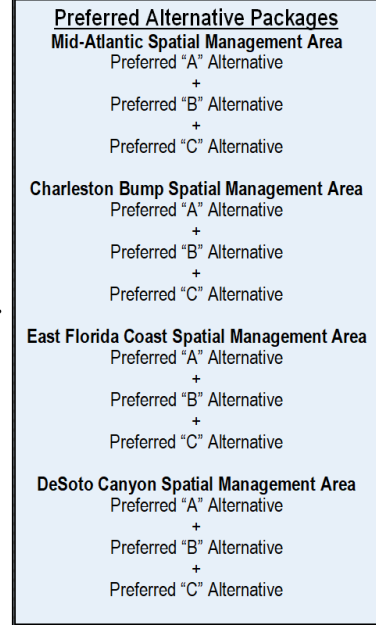 Preferred Alternative Packages
Mid-Atlantic Spatial Management Area
Preferred “A” Alternative
+
Preferred “B” Alternative
+
Preferred “C” Alternative
Charleston Bump Spatial Management Area
Preferred “A” Alternative
+
Preferred “B” Alternative
+
Preferred “C” Alternative
East Florida Coast Spatial Management Area
Preferred “A” Alternative
+
Preferred “B” Alternative
+
Preferred “C” Alternative
DeSoto Canyon Spatial Management Area
Preferred “A” Alternative
+
Preferred “B” Alternative
+
Preferred “C” Alternative